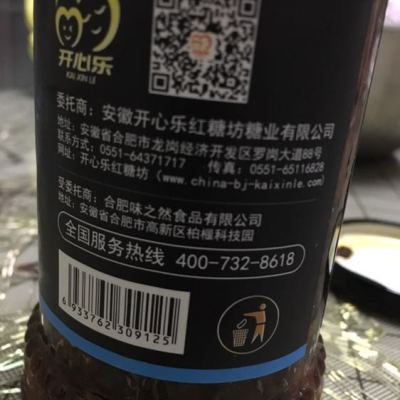 开心乐
KAI XIN LE
委托商：安徽开心乐红糖坊糖业有限公司
地址：安徽省合肥市龙岗经济开发区罗岗大道88号
联系方式：0551-64371717 传真：0551-65116828
网址：开心乐红糖坊（www.china-bj-kaixinle.com）
受委托商：合肥味之然食品有限公司
地址：安徽省合肥市高新区柏堰科技园
全国服务热线 400-732-8618
6 933762 309125